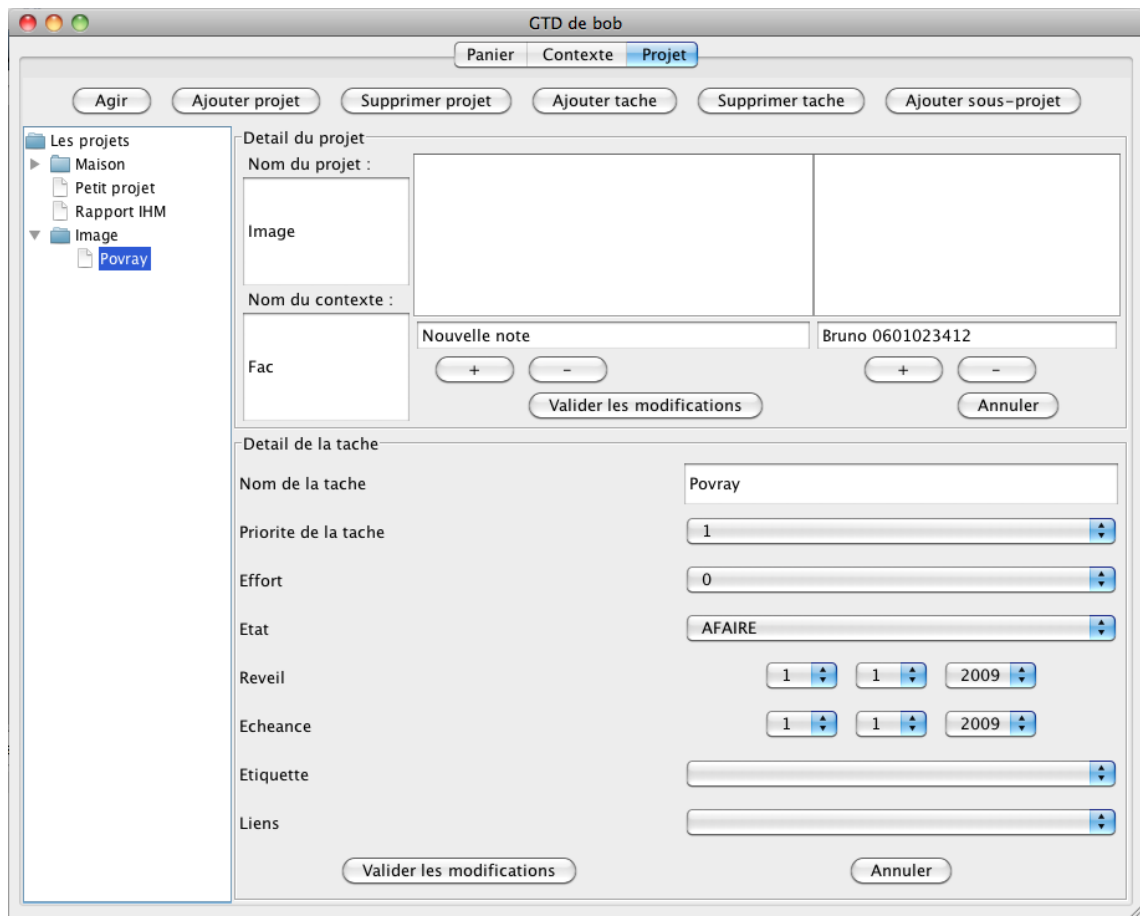 GTD de bob
Panier Contexte Projet
Agir Ajouter projet Supprimer projet Ajouter tache Supprimer tache Ajouter sous-projet
Les projets
Maison
Petit projet
Rapport IHM
Image
Povray
Detail du projet
Nom du projet :
Image
Nom du contexte :
Fac
Nouvelle note
Bruno 0601023412
+ - + -
Valider les modifications Annuler
Detail de la tache
Nom de la tache Povray
Priorite de la tache 1
Effort 0
Etat AFAIRE
Reveil 1 1 2009
Echeance 1 1 2009
Etiquette
Liens
Valider les modifications Annuler